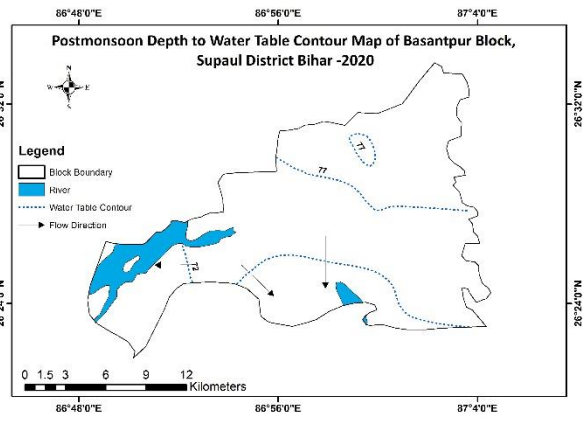 86°48'0"E 86°56'0"E 87°4'0"E
Postmonsoon Depth to Water Table Contour Map of Basantpur Block,
Supaul District Bihar -2020
N
W E
S
26°32'0"N
Legend
Block Boundary
River
Water Table Contour
Flow Direction
77
77
72
26°24'0"N
0 1.5 3 6 9 12
Kilometers
86°48'0"E 86°56'0"E 87°4'0"E